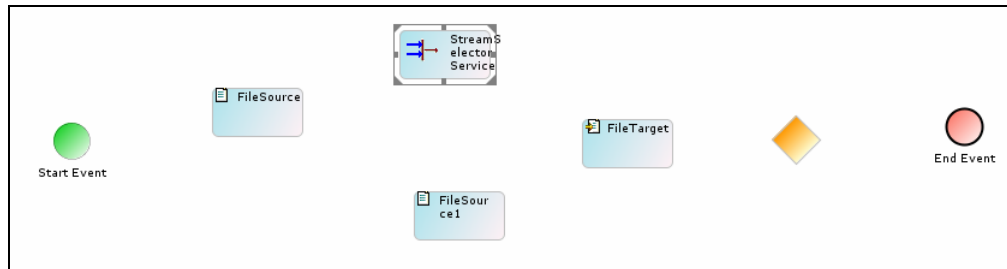 StreamS
elector
Service
FileSource
FileTarget
Start Event
End Event
FileSour
ce1